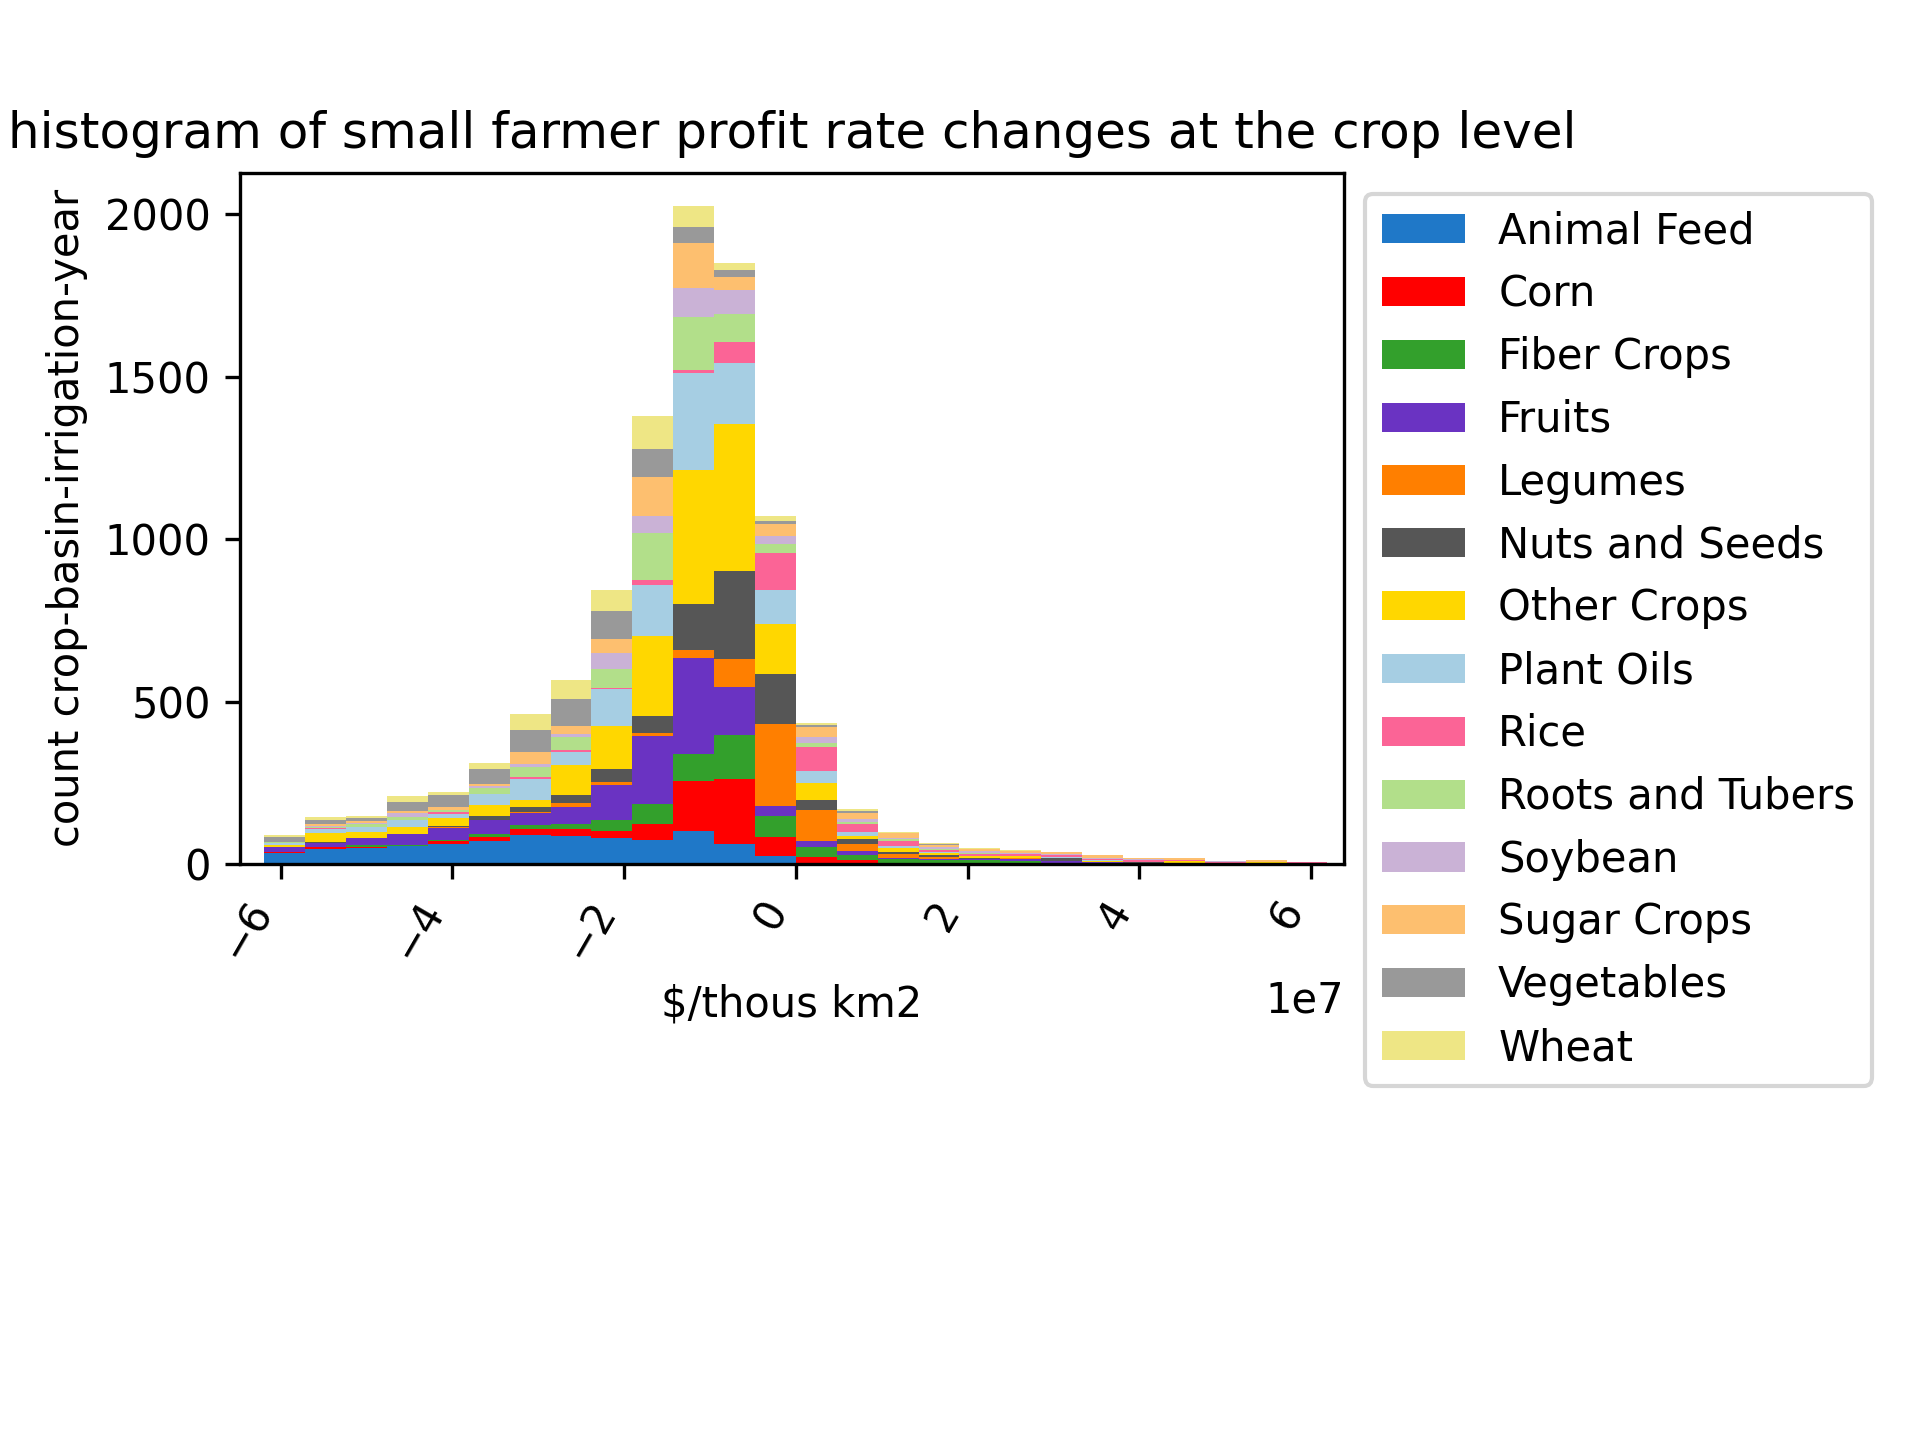 histogram of small farmer profit rate changes at the crop level
count crop-basin-irrigation-year
2000
1500
1000
500
0
−6
−4
−2
0
2
4
6
1e7
$/thous km2
Animal Feed
Corn
Fiber Crops
Fruits
Legumes
Nuts and Seeds
Other Crops
Plant Oils
Rice
Roots and Tubers
Soybean
Sugar Crops
Vegetables
Wheat